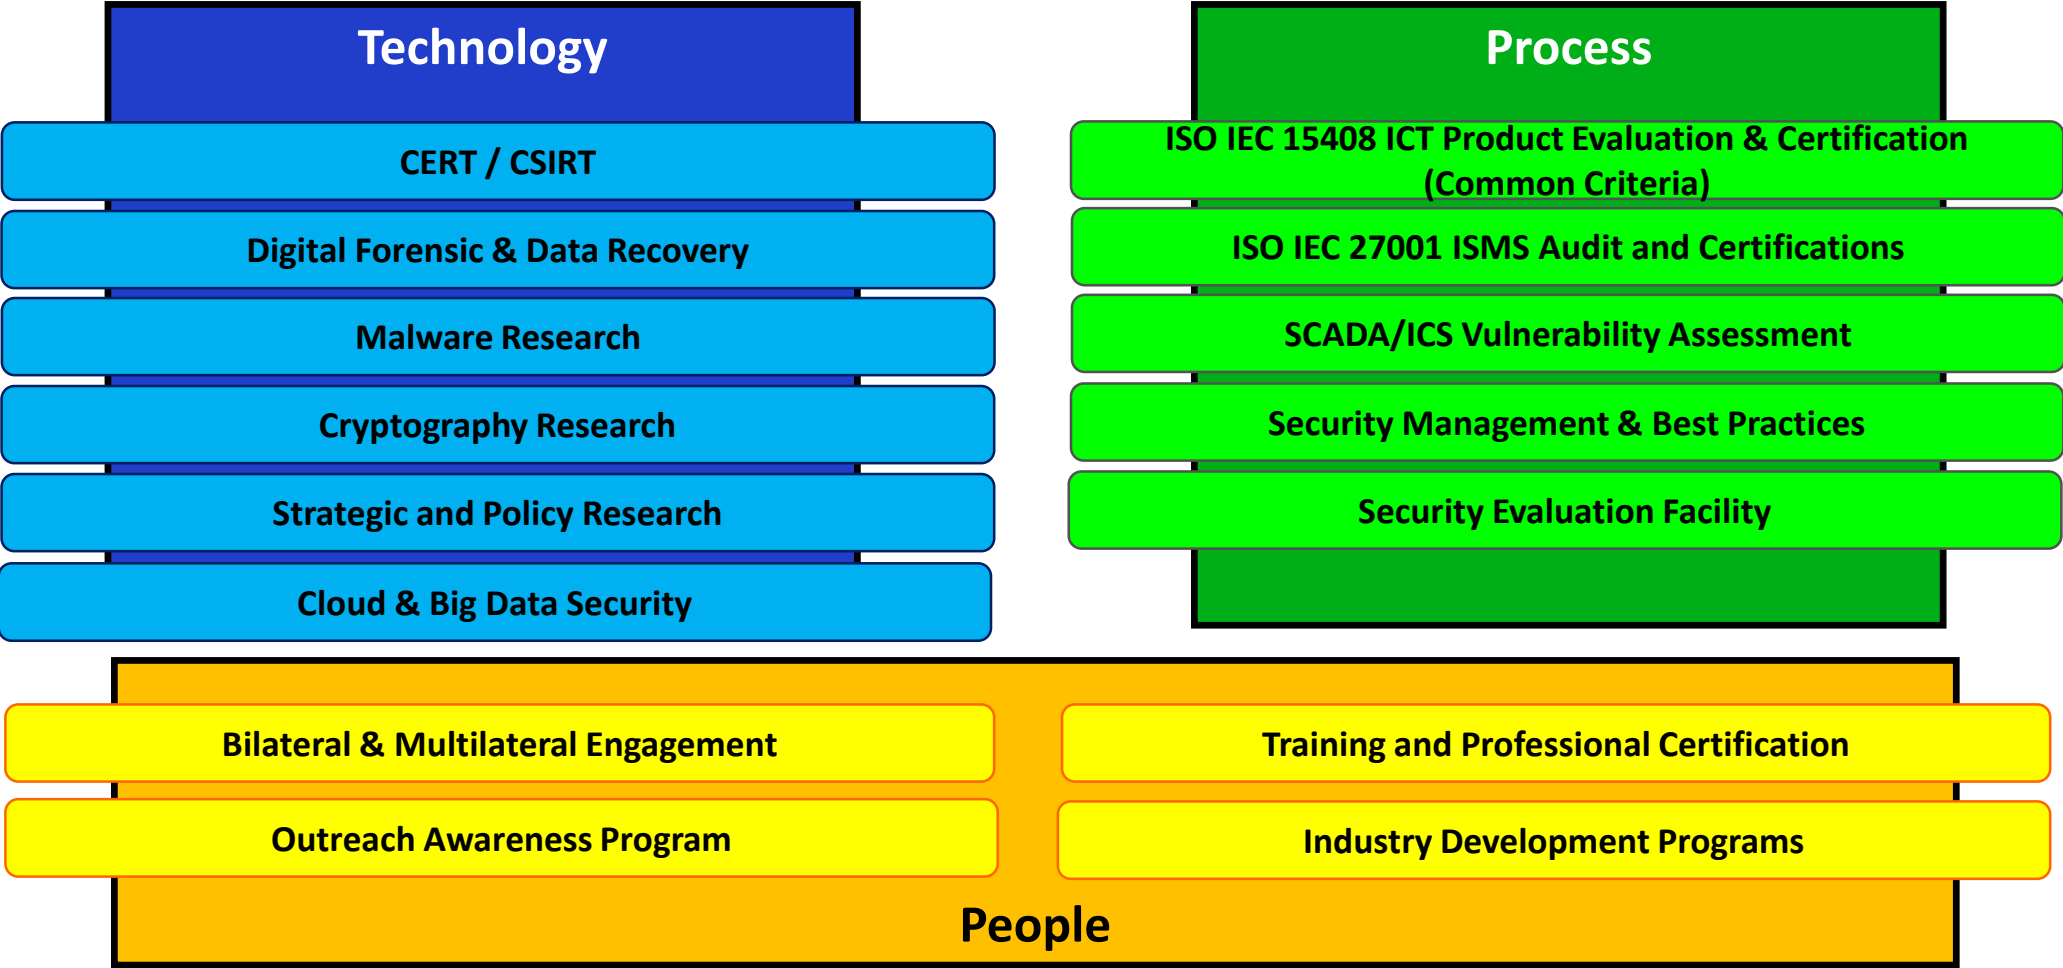 Technology
CERT / CSIRT
Digital Forensic & Data Recovery
Malware Research
Cryptography Research
Strategic and Policy Research
Cloud & Big Data Security
Process
ISO IEC 15408 ICT Product Evaluation & Certification
(Common Criteria)
ISO IEC 27001 ISMS Audit and Certifications
SCADA/ICS Vulnerability Assessment
Security Management & Best Practices
Security Evaluation Facility
Bilateral & Multilateral Engagement
Training and Professional Certification
Outreach Awareness Program
Industry Development Programs
People